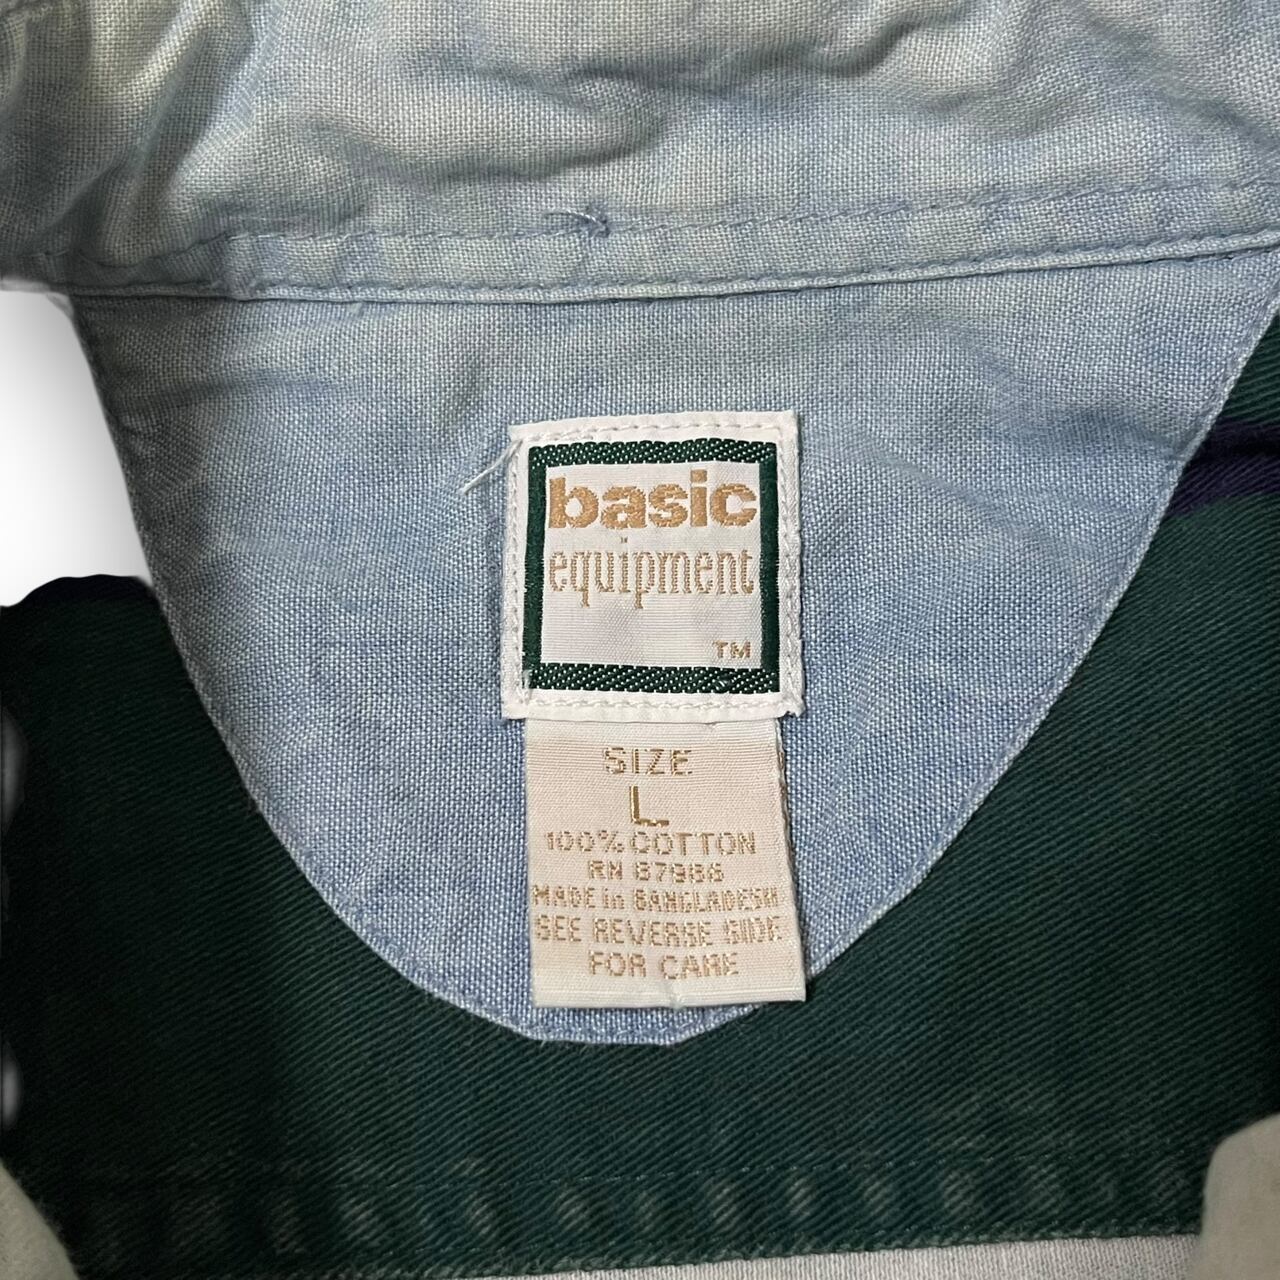 basic
equipment
TM
SIZE
L
100% COTTON
RN 87986
MADE in BANGLADESH
SEE REVERSE SIDE
FOR CARE